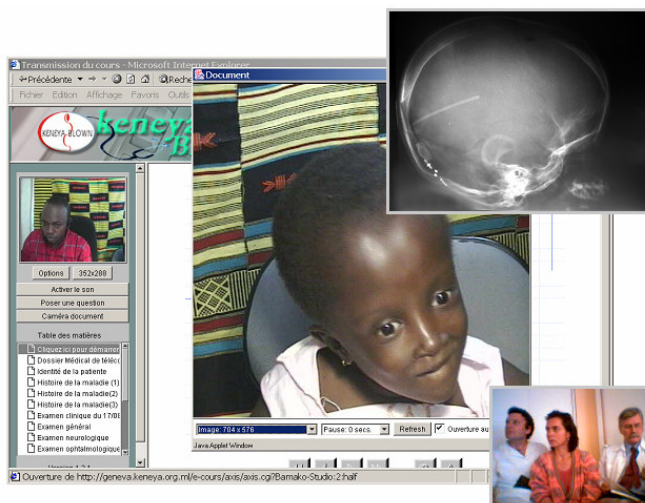 Transmission du cours - Microsoft Internet Explorer
Précédente
Fichier Edition Affichage Favoris Outils
KENEYA BLOWN
keneya
B
Options
352x288
Activer le son
Poser une question
Caméra document
Table des matières
Cliquez ici pour démarrer
Dossier Médical de téléco
Identité de la patiente
Histoire de la maladie (1)
Histoire de la maladie(2)
Histoire de la maladie(3)
Examen clinique du 17/08
Examen général
Examen neurologique
Examen ophtalmologique
Document
Image: 704 x 576
Pause: 0 secs.
Refresh
Ouverture au
Java Applet Window
Ouverture de http://geneva.keneya.org.ml/e-cours/axis/axis.cgi?Bamako-Studio:2:half